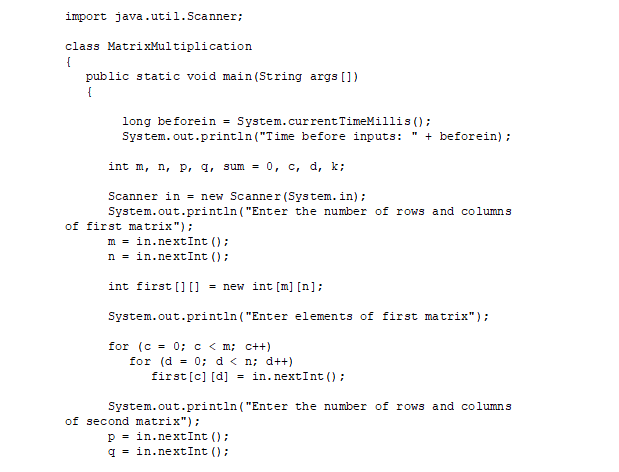 import java.util.Scanner;
class MatrixMultiplication
{
public static void main(String args[])
{
long beforein = System.currentTimeMillis();
System.out.println("Time before inputs: " + beforein);
int m, n, p, q, sum = 0, c, d, k;
Scanner in = new Scanner(System.in);
System.out.println("Enter the number of rows and columns
of first matrix");
m = in.nextInt();
n = in.nextInt();
int first[][] = new int[m][n];
System.out.println("Enter elements of first matrix");
for (c = 0; c < m; c++)
for (d = 0; d < n; d++)
first[c][d] = in.nextInt();
System.out.println("Enter the number of rows and columns
of second matrix");
p = in.nextInt();
q = in.nextInt();